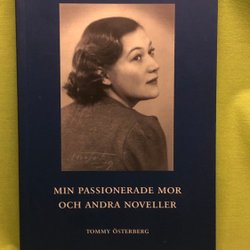 MIN PASSIONERADE MOR
OCH ANDRA NOVELLER
TOMMY ÖSTERBERG